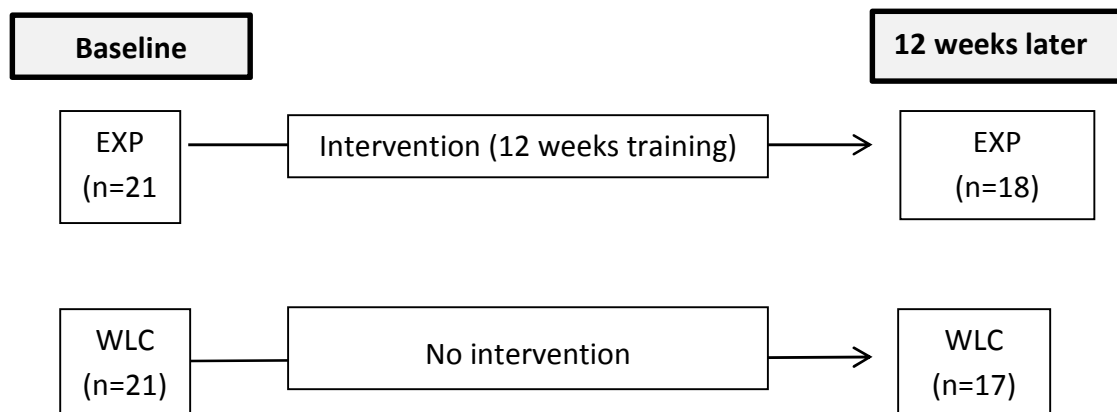 Baseline
12 weeks later
EXP
(n=21
Intervention (12 weeks training)
EXP
(n=18)
WLC
(n=21)
No intervention
WLC
(n=17)